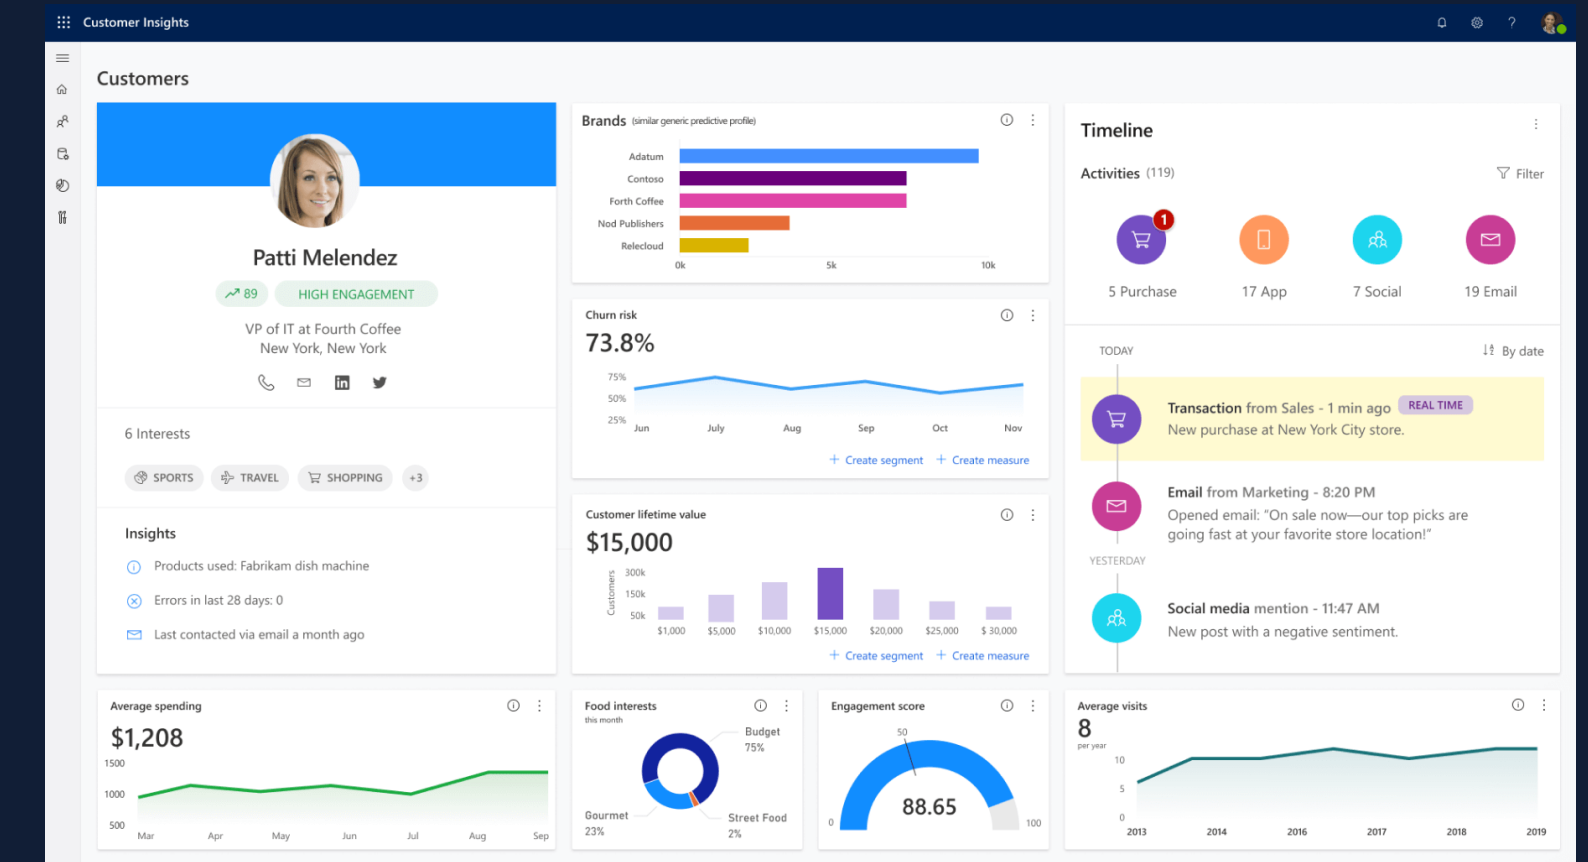 Customer Insights
Customers
Patti Melendez
89
HIGH ENGAGEMENT
VP of IT at Fourth Coffee
New York, New York
6 Interests
SPORTS
TRAVEL
SHOPPING
+3
Insights
Products used: Fabrikam dish machine
Errors in last 28 days: 0
Last contacted via email a month ago
Brands (similar generic predictive profile)
Adatum
Contoso
Forth Coffee
Nod Publishers
Relecloud
0k 5k 10k
Churn risk
73.8%
75%
50%
25%
Jun July Aug Sep Oct Nov
+ Create segment + Create measure
Customer lifetime value
$15,000
Customers
300k
150k
50k
$1,000 $5,000 $10,000 $15,000 $20,000 $25,000 $ 30,000
+ Create segment + Create measure
Timeline
Activities (119)
Filter
1
5 Purchase 17 App 7 Social 19 Email
TODAY
By date
Transaction from Sales - 1 min ago REAL TIME
New purchase at New York City store.
Email from Marketing - 8:20 PM
Opened email: “On sale now—our top picks are
going fast at your favorite store location!”
YESTERDAY
Social media mention - 11:47 AM
New post with a negative sentiment.
Average spending
$1,208
1500
1000
500
Mar Apr May Jun Jul Aug Sep
Food interests
this month
Budget
75%
Gourmet
23%
Street Food
2%
Engagement score
50
88.65
0 100
Average visits
8
per year
10
5
0
2013 2014 2016 2017 2018 2019